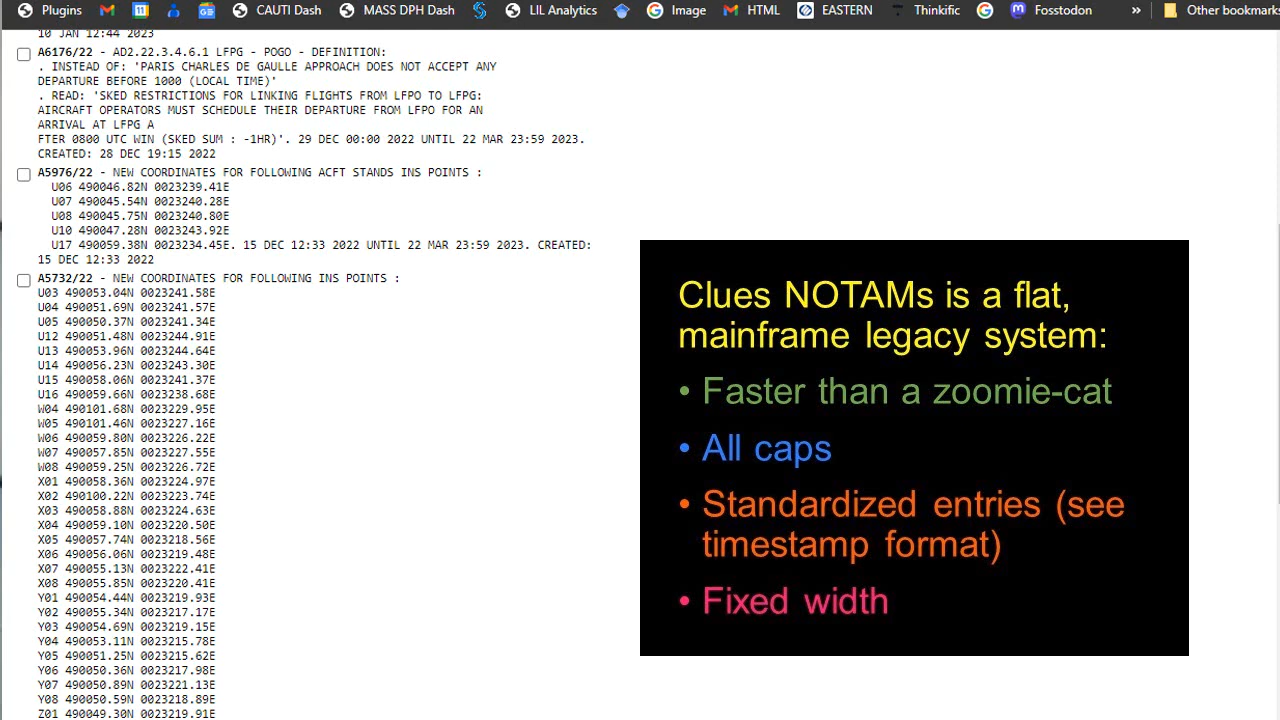 Plugins CAUTI Dash MASS DPH Dash LIL Analytics Image HTML EASTERN Thinkific Fosstodon » Other bookmarks
10 JAN 12:44 2023
A6176/22 - AD2.22.3.4.6.1 LFPG - POGO - DEFINITION:
. INSTEAD OF: 'PARIS CHARLES DE GAULLE APPROACH DOES NOT ACCEPT ANY
DEPARTURE BEFORE 1000 (LOCAL TIME)'
. READ: 'SKED RESTRICTIONS FOR LINKING FLIGHTS FROM LFPO TO LFPG:
AIRCRAFT OPERATORS MUST SCHEDULE THEIR DEPARTURE FROM LFPO FOR AN
ARRIVAL AT LFPG A
FTER 0800 UTC WIN (SKED SUM : -1HR)'. 29 DEC 00:00 2022 UNTIL 22 MAR 23:59 2023.
CREATED: 28 DEC 19:15 2022
A5976/22 - NEW COORDINATES FOR FOLLOWING ACFT STANDS INS POINTS :
U06 490046.82N 0023239.41E
U07 490045.54N 0023240.28E
U08 490045.75N 0023240.80E
U10 490047.28N 0023243.92E
U17 490059.38N 0023234.45E. 15 DEC 12:33 2022 UNTIL 22 MAR 23:59 2023. CREATED:
15 DEC 12:33 2022
A5732/22 - NEW COORDINATES FOR FOLLOWING INS POINTS :
U03 490053.04N 0023241.58E
U04 490051.69N 0023241.57E
U05 490050.37N 0023241.34E
U12 490051.48N 0023244.91E
U13 490053.96N 0023244.64E
U14 490056.23N 0023243.30E
U15 490058.06N 0023241.37E
U16 490059.66N 0023238.68E
W04 490101.68N 0023229.95E
W05 490101.46N 0023227.16E
W06 490059.80N 0023226.22E
W07 490057.85N 0023227.55E
W08 490059.25N 0023226.72E
X01 490058.36N 0023224.97E
X02 490100.22N 0023223.74E
X03 490058.88N 0023224.63E
X04 490059.10N 0023220.50E
X05 490057.74N 0023218.56E
X06 490056.06N 0023219.48E
X07 490055.13N 0023222.41E
X08 490055.85N 0023220.41E
Y01 490054.44N 0023219.93E
Y02 490055.34N 0023217.17E
Y03 490054.69N 0023219.15E
Y04 490053.11N 0023215.78E
Y05 490051.25N 0023215.62E
Y06 490050.36N 0023217.98E
Y07 490050.89N 0023221.13E
Y08 490050.59N 0023218.89E
Z01 490049.30N 0023219.91E
Clues NOTAMs is a flat,
mainframe legacy system:
• Faster than a zoomie-cat
• All caps
• Standardized entries (see
timestamp format)
• Fixed width